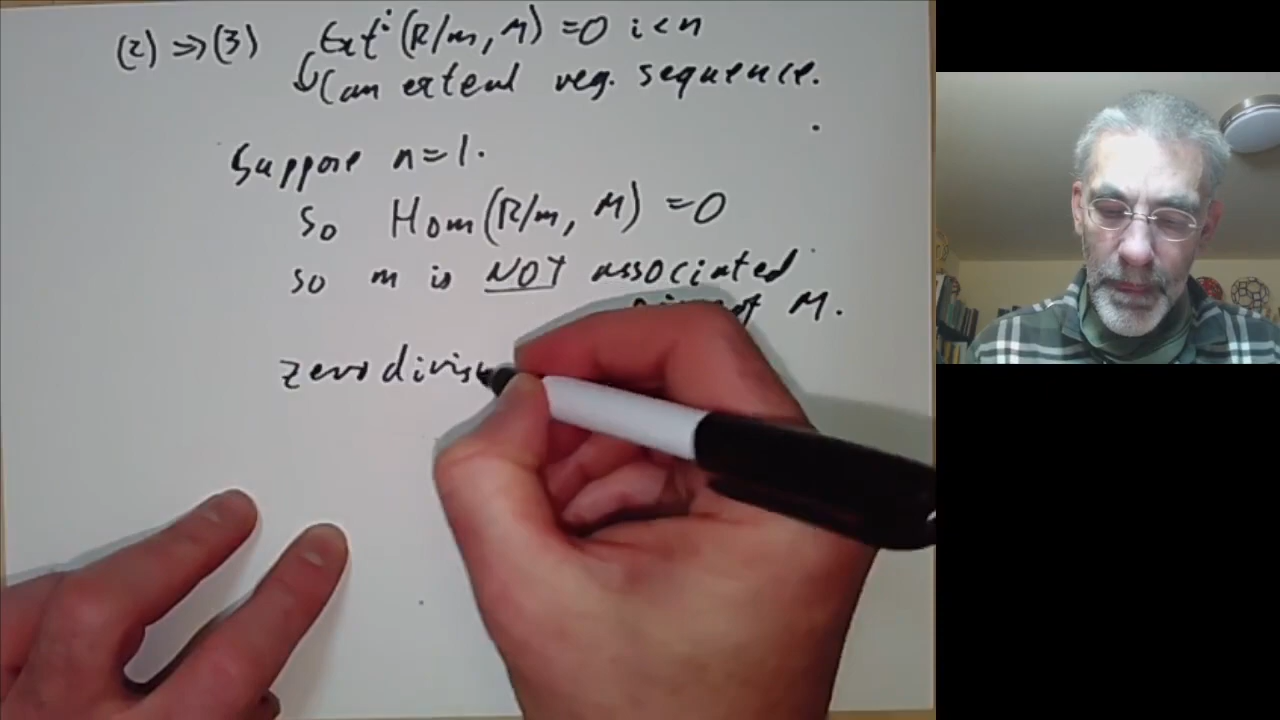 (2) ⇒ (3) Ext^i (R/m, M) = 0 i < n
Can extend reg. sequence.
Suppose n = 1.
So Hom (R/m, M) = 0
so m is NOT associated
of M.
zero divis